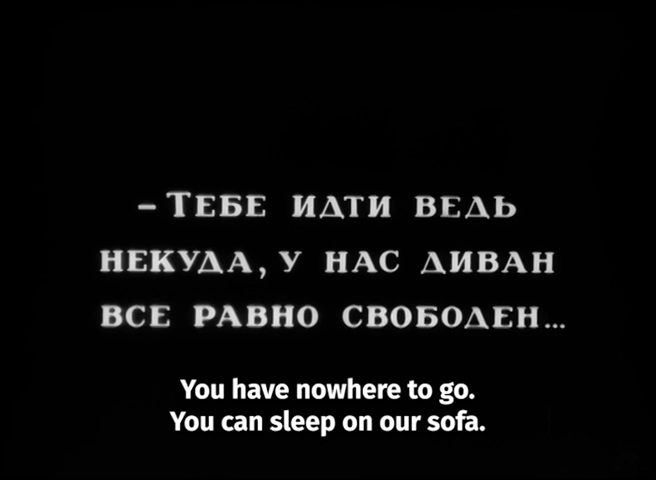 – Тебе идти ведь
некуда, у нас диван
все равно свободен...
You have nowhere to go.
You can sleep on our sofa.